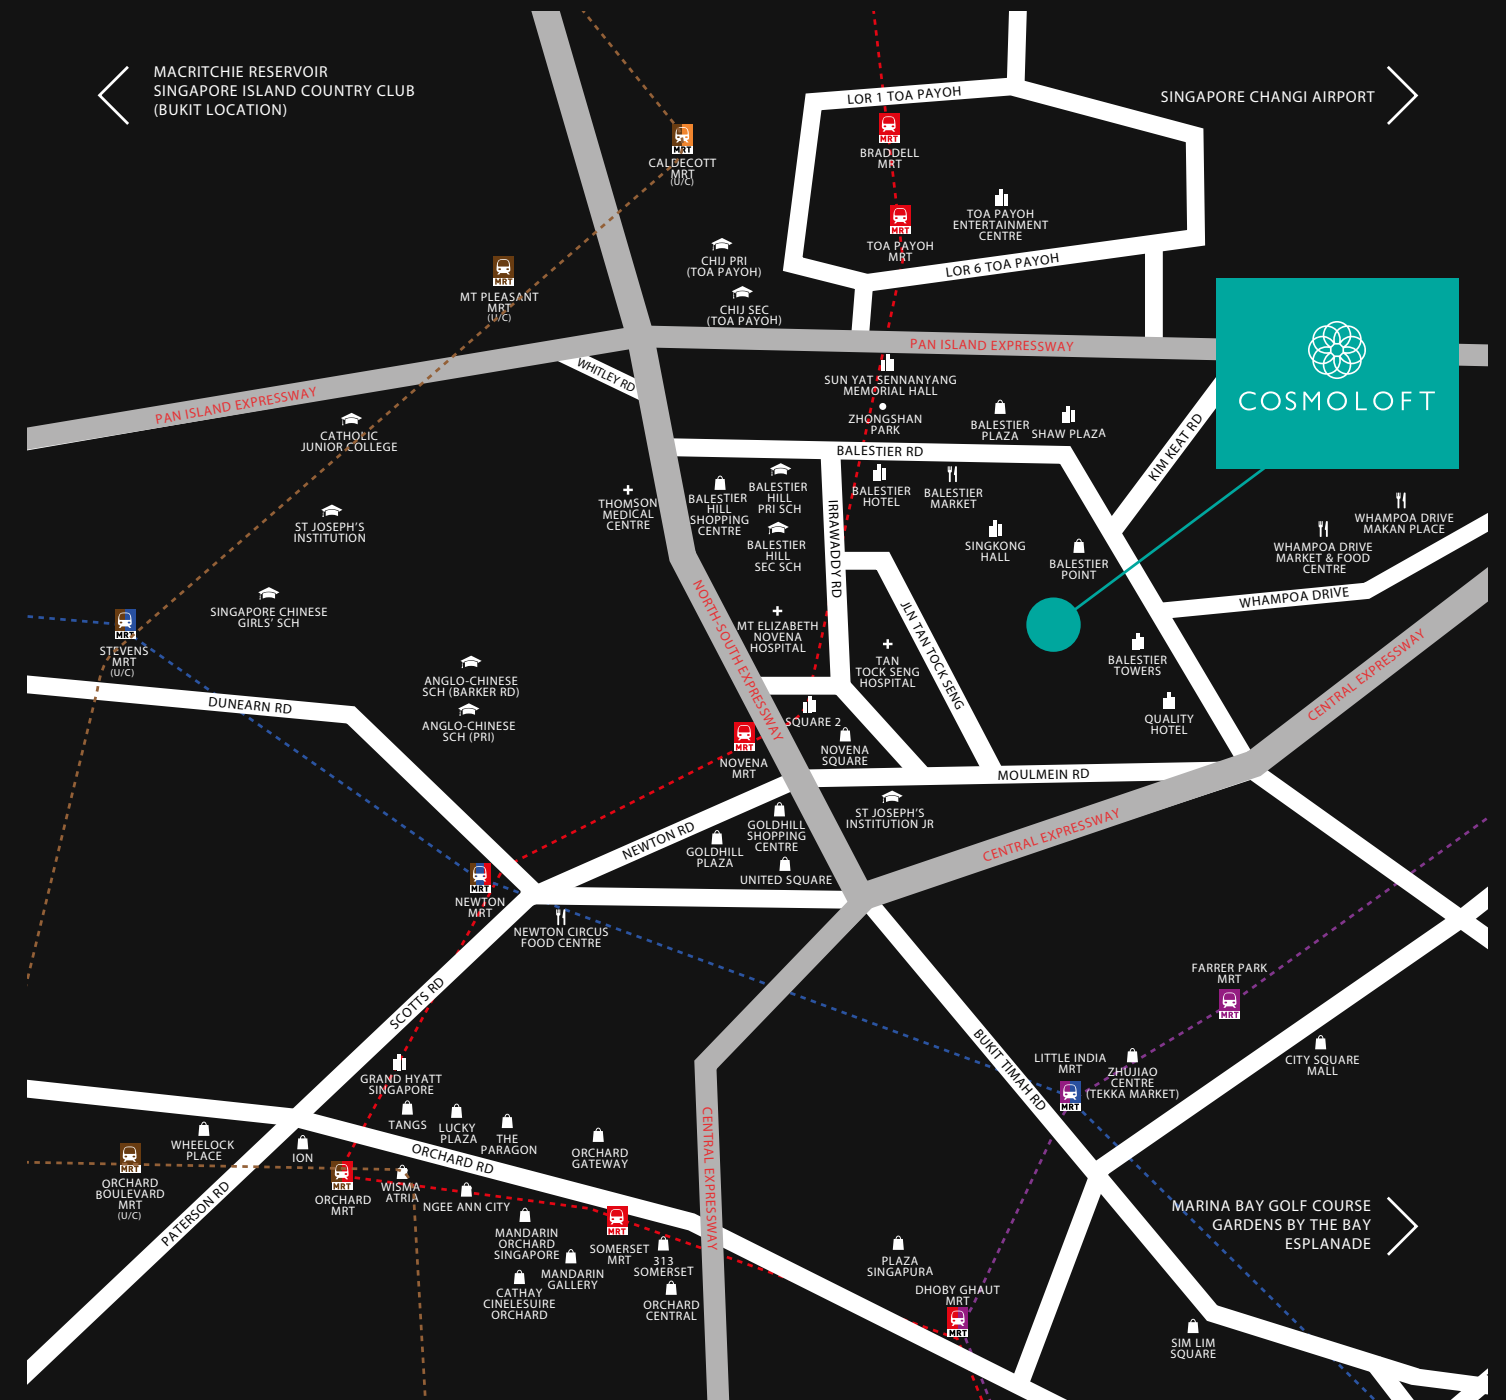 MACRITCHIE RESERVOIR
SINGAPORE ISLAND COUNTRY CLUB
(BUKIT LOCATION)
SINGAPORE CHANGI AIRPORT
LOR 1 TOA PAYOH
MRT
BRADDELL
MRT
MRT
CALDECOTT
MRT
(U/C)
MRT
TOA PAYOH
MRT
TOA PAYOH
ENTERTAINMENT
CENTRE
LOR 6 TOA PAYOH
CHIJ PRI
(TOA PAYOH)
CHIJ SEC
(TOA PAYOH)
MRT
MT PLEASANT
MRT
(U/C)
PAN ISLAND EXPRESSWAY
PAN ISLAND EXPRESSWAY
WHITLEY RD
COSMOLOFT
SUN YAT SENNANYANG
MEMORIAL HALL
ZHONGSHAN
PARK
BALESTIER
PLAZA
SHAW PLAZA
KIM KEAT RD
BALESTIER RD
CATHOLIC
JUNIOR COLLEGE
ST JOSEPH'S
INSTITUTION
SINGAPORE CHINESE
GIRLS' SCH
THOMSON
MEDICAL
CENTRE
BALESTIER
HILL
SHOPPING
CENTRE
BALESTIER
HILL
PRI SCH
BALESTIER
HILL
SEC SCH
IRRAWADDY RD
BALESTIER
HOTEL
BALESTIER
MARKET
SINGKONG
HALL
BALESTIER
POINT
WHAMPOA DRIVE
MAKAN PLACE
WHAMPOA DRIVE
MARKET & FOOD
CENTRE
WHAMPOA DRIVE
MRT
STEVENS
MRT
(U/C)
NORTH-SOUTH EXPRESSWAY
MT ELIZABETH
NOVENA
HOSPITAL
TAN
TOCK SENG
HOSPITAL
JLN TAN TOCK SENG
BALESTIER
TOWERS
QUALITY
HOTEL
CENTRAL EXPRESSWAY
ANGLO-CHINESE
SCH (BARKER RD)
ANGLO-CHINESE
SCH (PRI)
DUNEARN RD
SQUARE 2
NOVENA
SQUARE
MRT
NOVENA
MRT
MOULMEIN RD
ST JOSEPH'S
INSTITUTION JR
GOLDHILL
SHOPPING
CENTRE
GOLDHILL
PLAZA
UNITED SQUARE
NEWTON RD
CENTRAL EXPRESSWAY
MRT
NEWTON
MRT
NEWTON CIRCUS
FOOD CENTRE
SCOTTS RD
FARRER PARK
MRT
MRT
CITY SQUARE
MALL
BUKIT TIMAH RD
LITTLE INDIA
MRT
MRT
ZHUJIAO
CENTRE
(TEKKA MARKET)
GRAND HYATT
SINGAPORE
TANGS
LUCKY
PLAZA
THE
PARAGON
ORCHARD
GATEWAY
WHEELOCK
PLACE
ION
ORCHARD RD
MRT
ORCHARD
BOULEVARD
MRT
(U/C)
PATERSON RD
MRT
ORCHARD
MRT
WISMA
ATRIA
NGEE ANN CITY
MANDARIN
ORCHARD
SINGAPORE
MANDARIN
GALLERY
CATHAY
CINELESUIRE
ORCHARD
MRT
SOMERSET
MRT
313
SOMERSET
ORCHARD
CENTRAL
CENTRAL EXPRESSWAY
PLAZA
SINGAPURA
DHOBY GHAUT
MRT
MRT
MARINA BAY GOLF COURSE
GARDENS BY THE BAY
ESPLANADE
SIM LIM
SQUARE